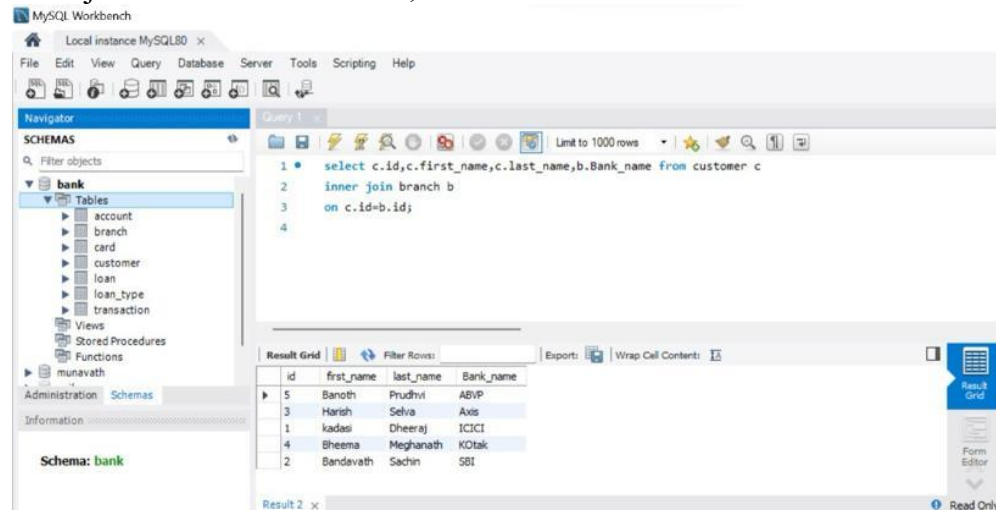 MySQL Workbench
Local instance MySQL80 ×
File Edit View Query Database Server Tools Scripting Help
Navigator
Query 1 ×
SCHEMAS
Limit to 1000 rows
Filter objects
1 select c.id,c.first_name,c.last_name,b.Bank_name from customer c
2 inner join branch b
3 on c.id=b.id;
4
bank
Tables
account
branch
card
customer
loan
loan_type
transaction
Views
Stored Procedures
Functions
munavath
Administration Schemas
Information
Schema: bank
Result Grid Filter Rows: Export: Wrap Cell Content: IA
id first_name last_name Bank_name
5 Banoth Prudhvi ABVP
3 Harish Selva Axis
1 kadasi Dheeraj ICICI
4 Bheema Meghanath KOtak
2 Bandavath Sachin SBI
Result Grid
Form Editor
Result 2 ×
Read Only